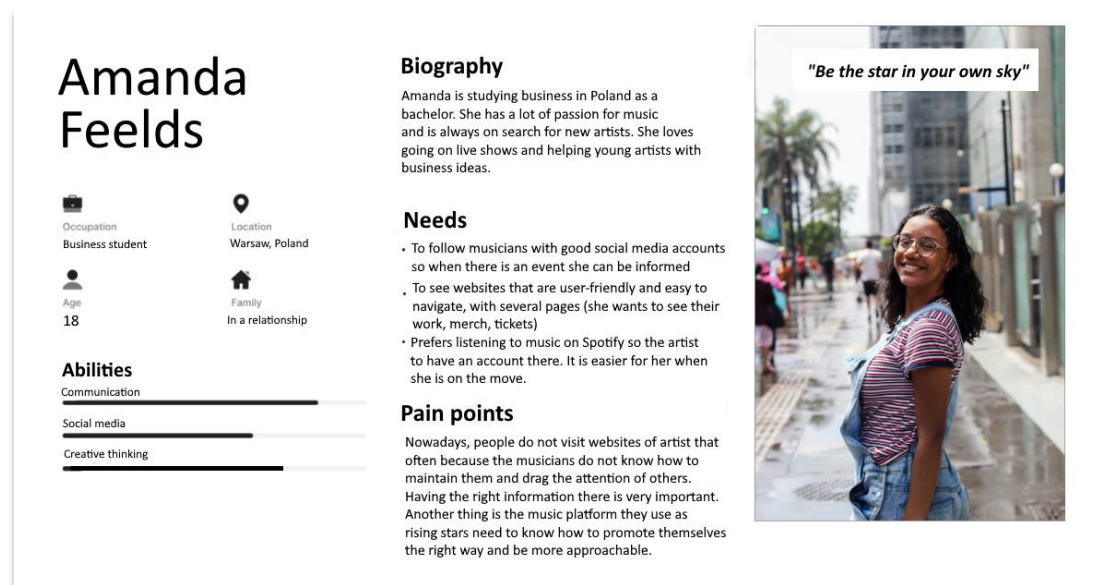 Amanda
Feelds
Occupation
Business student
Location
Warsaw, Poland
Age
18
Family
In a relationship
Abilities
Communication
Social media
Creative thinking
Biography
Amanda is studying business in Poland as a
bachelor. She has a lot of passion for music
and is always on search for new artists. She loves
going on live shows and helping young artists with
business ideas.
Needs
· To follow musicians with good social media accounts
so when there is an event she can be informed
· To see websites that are user-friendly and easy to
navigate, with several pages (she wants to see their
work, merch, tickets)
· Prefers listening to music on Spotify so the artist
to have an account there. It is easier for her when
she is on the move.
Pain points
Nowadays, people do not visit websites of artist that
often because the musicians do not know how to
maintain them and drag the attention of others.
Having the right information there is very important.
Another thing is the music platform they use as
rising stars need to know how to promote themselves
the right way and be more approachable.
"Be the star in your own sky"